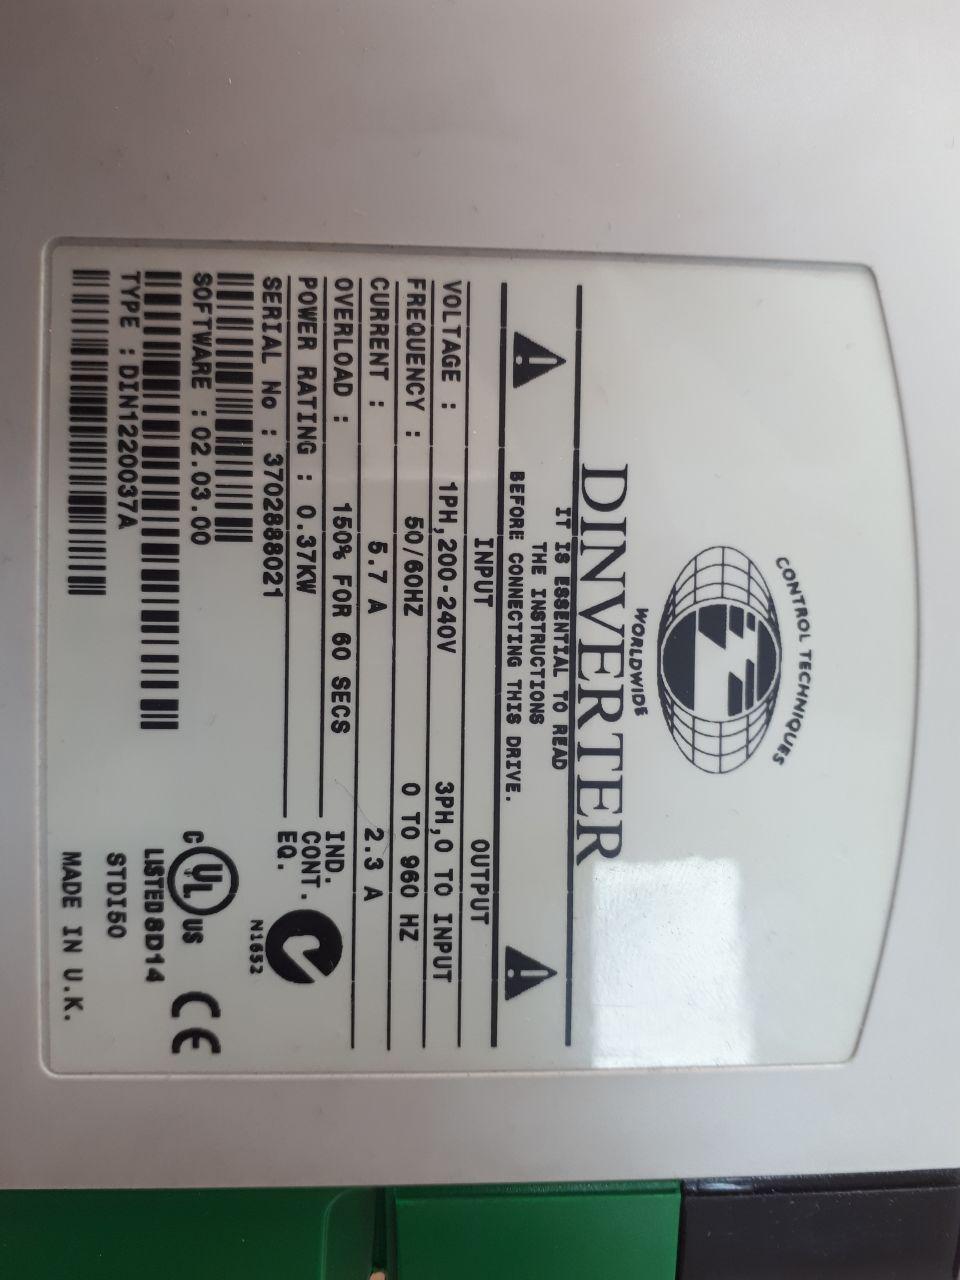 CONTROL TECHNIQUES
WORLDWIDE
DINVERTER
IT IS ESSENTIAL TO READ
THE INSTRUCTIONS
BEFORE CONNECTING THIS DRIVE.
INPUT OUTPUT
VOLTAGE : 1PH,200-240V 3PH,0 TO INPUT
FREQUENCY : 50/60HZ 0 TO 960 HZ
CURRENT : 5.7 A 2.3 A
OVERLOAD : 150% FOR 60 SECS
POWER RATING : 0.37KW
SERIAL No : 3702888021
SOFTWARE : 02.03.00
TYPE : DIN1220037A
IND.
CONT.
EQ.
N1652
C UL US
LISTED 8D14
CE
STDI50
MADE IN U.K.